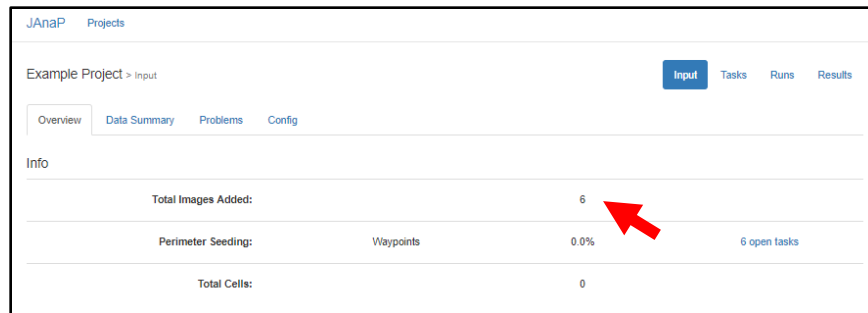 JAnaP Projects
Example Project > Input Input Tasks Runs Results
Overview Data Summary Problems Config
Info
Total Images Added: 6
Perimeter Seeding: Waypoints 0.0% 6 open tasks
Total Cells: 0